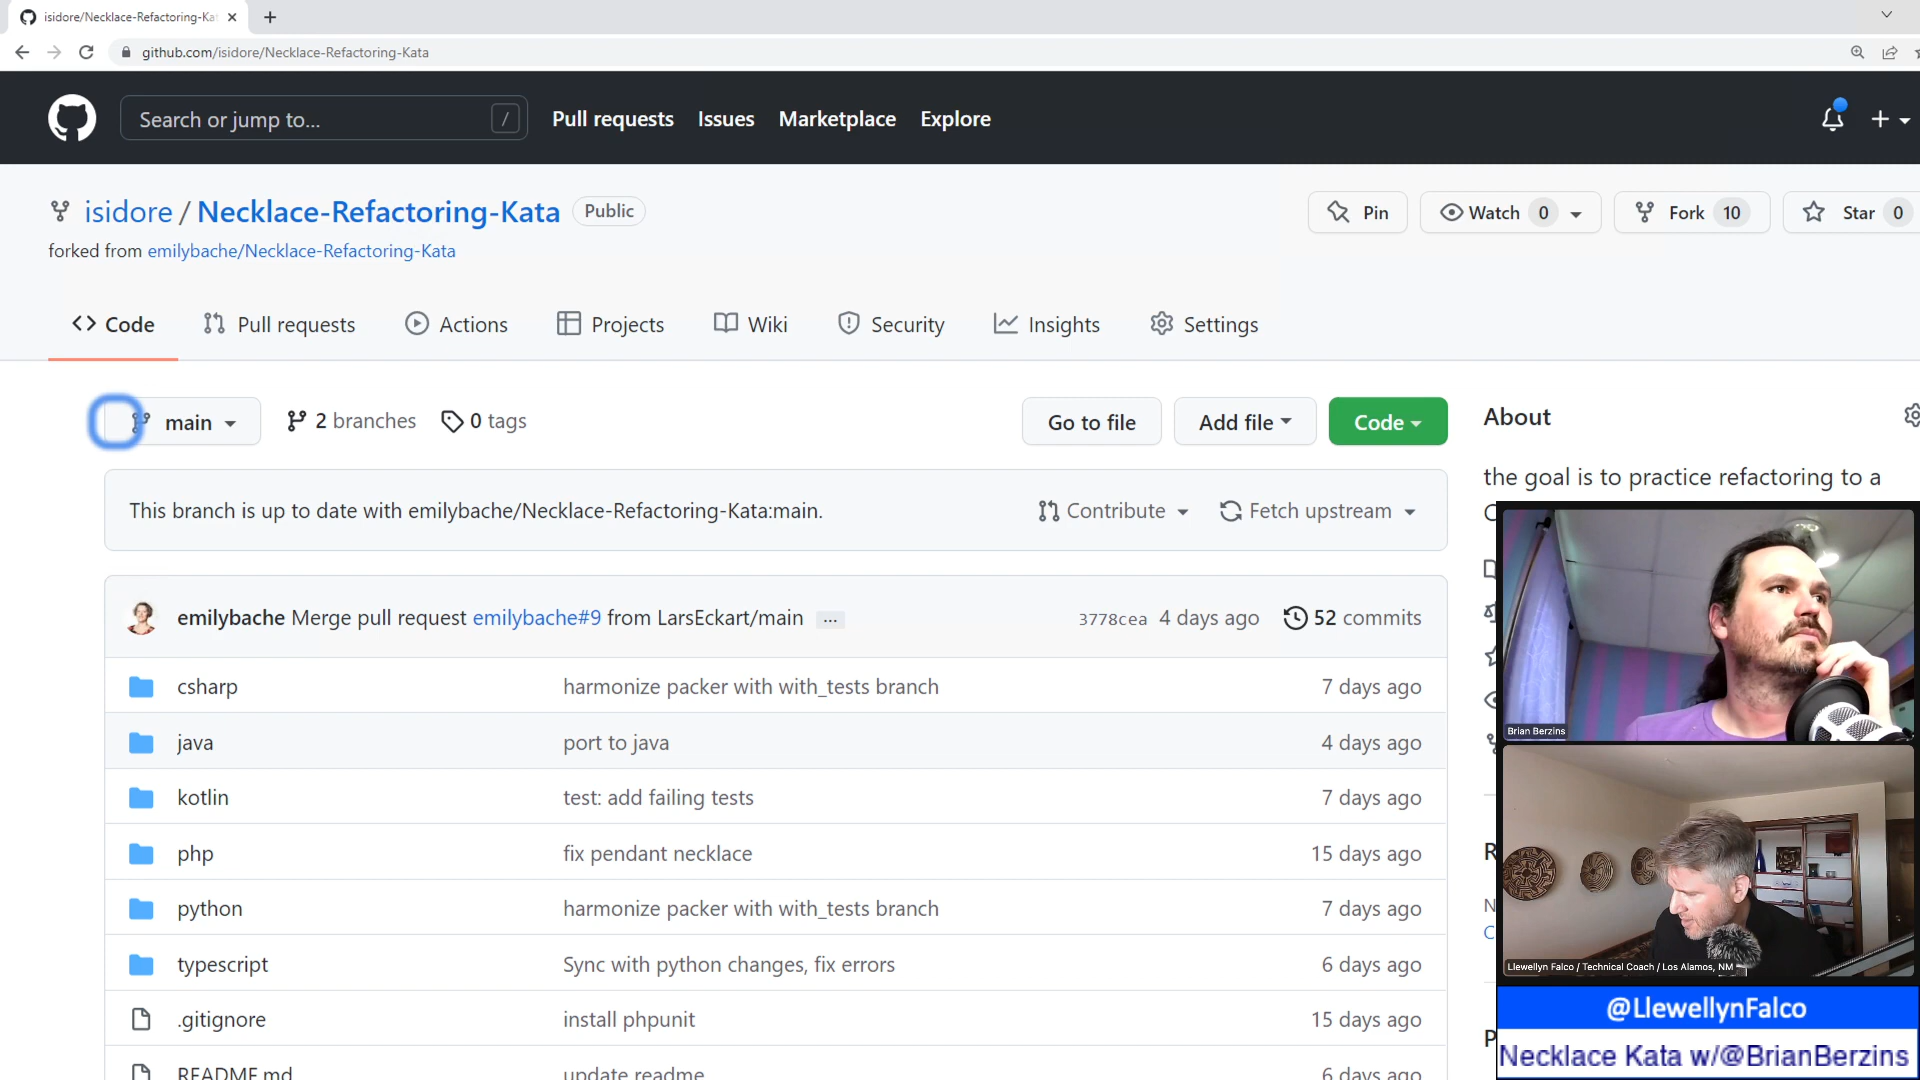 isidore/Necklace-Refactoring-Kat
github.com/isidore/Necklace-Refactoring-Kata
Search or jump to... /
Pull requests Issues Marketplace Explore
isidore / Necklace-Refactoring-Kata Public
Pin Watch 0 Fork 10 Star 0
forked from emilybache/Necklace-Refactoring-Kata
Code Pull requests Actions Projects Wiki Security Insights Settings
main 2 branches 0 tags Go to file Add file Code
About
the goal is to practice refactoring to a
This branch is up to date with emilybache/Necklace-Refactoring-Kata:main. Contribute Fetch upstream
emilybache Merge pull request emilybache#9 from LarsEckart/main ... 3778cea 4 days ago 52 commits
csharp harmonize packer with with_tests branch 7 days ago
java port to java 4 days ago
kotlin test: add failing tests 7 days ago
php fix pendant necklace 15 days ago
python harmonize packer with with_tests branch 7 days ago
typescript Sync with python changes, fix errors 6 days ago
.gitignore install phpunit 15 days ago
README.md update readme 6 days ago
Brian Berzins
Llewellyn Falco / Technical Coach / Los Alamos, NM
@LlewellynFalco
Necklace Kata w/@BrianBerzins